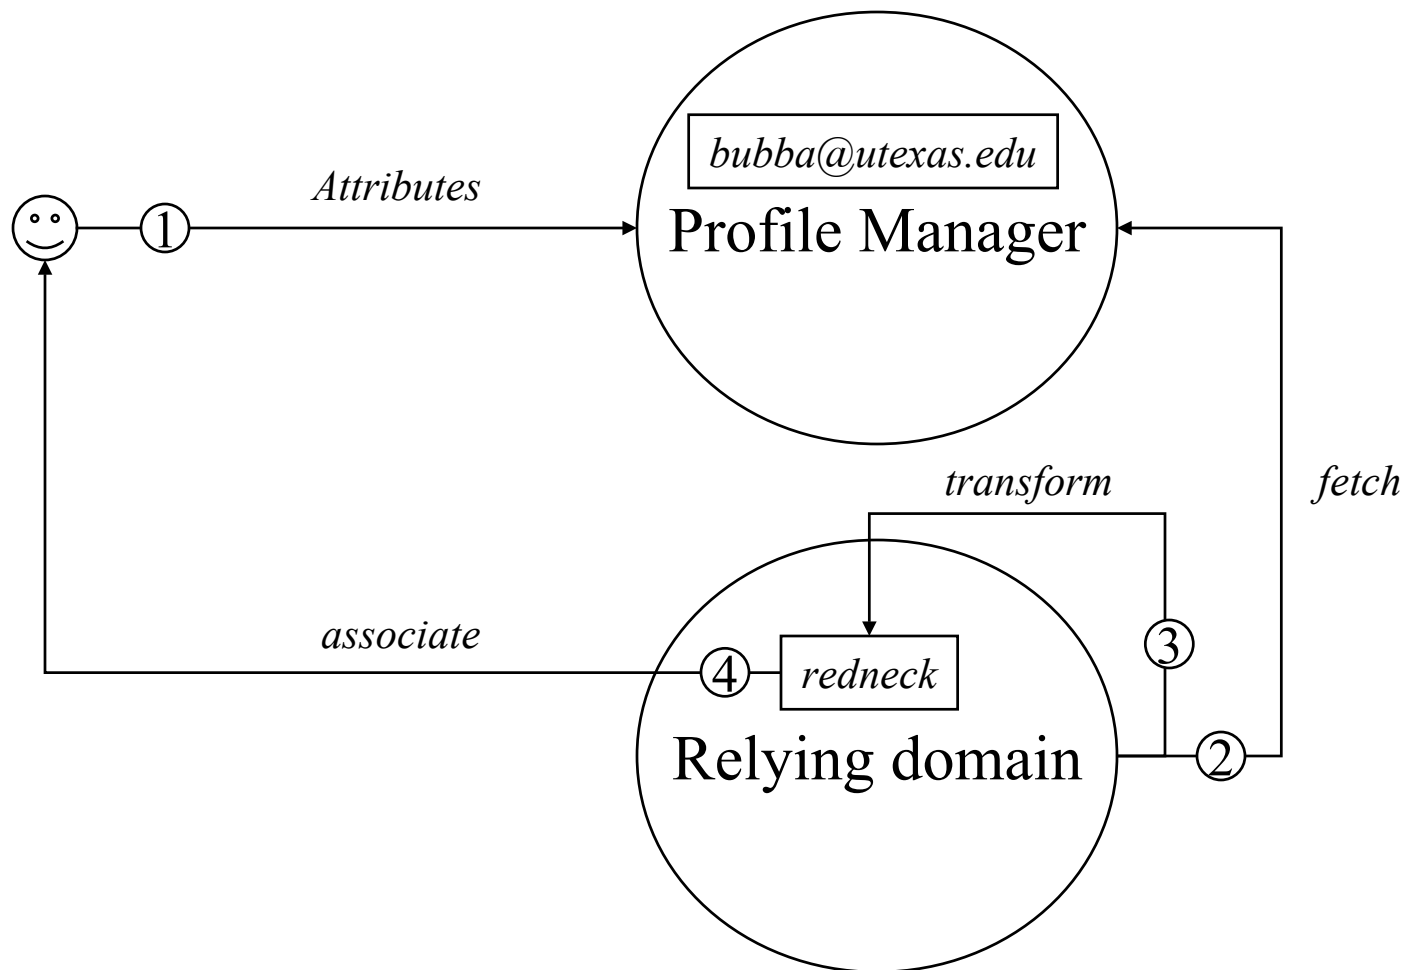 bubba@utexas.edu
Attributes
1
Profile Manager
transform
fetch
associate
3
4
redneck
Relying domain
2